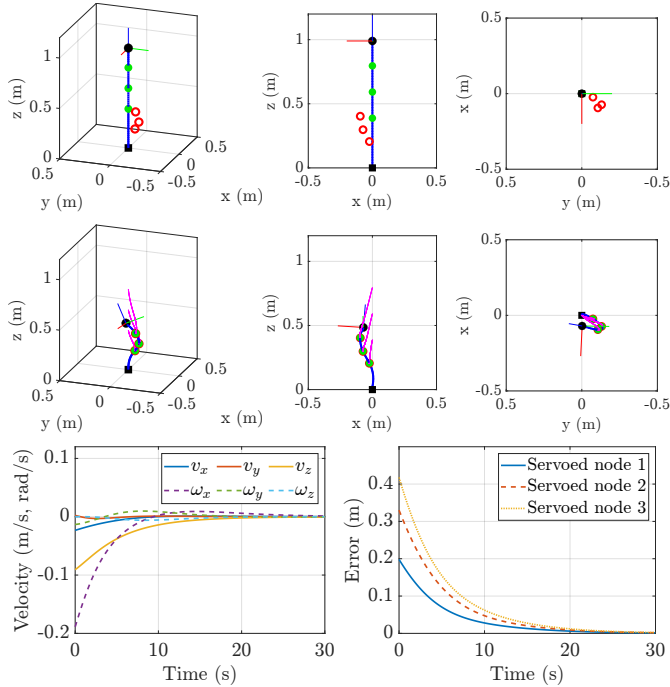 1
0.5
0
z (m)
0.5
0
-0.5
y (m)
0.5
0
-0.5
x (m)
1
0.5
0
z (m)
-0.5
0
0.5
x (m)
0.5
0
-0.5
x (m)
0.5
0
-0.5
y (m)
1
0.5
0
z (m)
0.5
0
-0.5
y (m)
0.5
0
-0.5
x (m)
1
0.5
0
z (m)
-0.5
0
0.5
x (m)
0.5
0
-0.5
x (m)
0.5
0
-0.5
y (m)
0.1
0
-0.1
-0.2
Velocity (m/s, rad/s)
v_x v_y v_z
ω_x ω_y ω_z
0 10 20 30
Time (s)
0.4
0.3
0.2
0.1
0
Error (m)
Servoed node 1
Servoed node 2
Servoed node 3
0 10 20 30
Time (s)